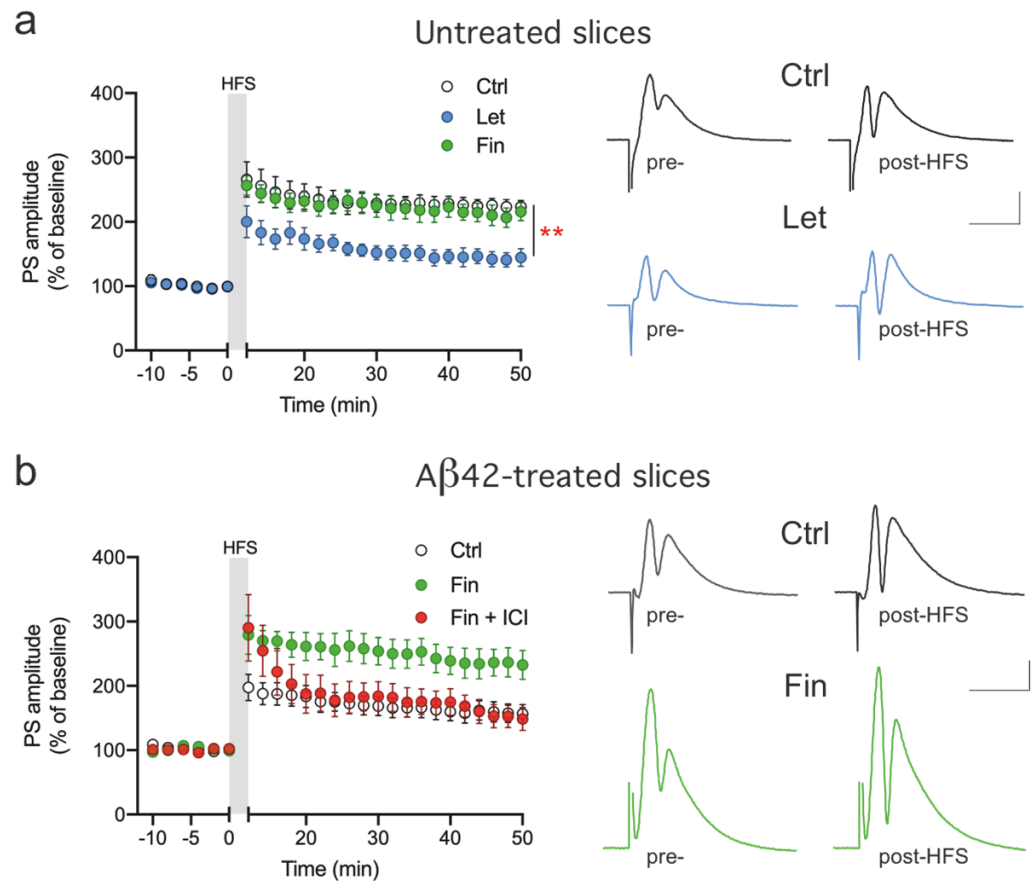 a
Untreated slices
HFS
400
300
200
100
0
PS amplitude
(% of baseline)
-10 -5 0 20 30 40 50
Time (min)
Ctrl
Let
Fin
**
Ctrl
pre-
post-HFS
Let
pre-
post-HFS
b
Aβ42-treated slices
HFS
400
300
200
100
0
PS amplitude
(% of baseline)
-10 -5 0 20 30 40 50
Time (min)
Ctrl
Fin
Fin + ICI
Ctrl
pre-
post-HFS
Fin
pre-
post-HFS